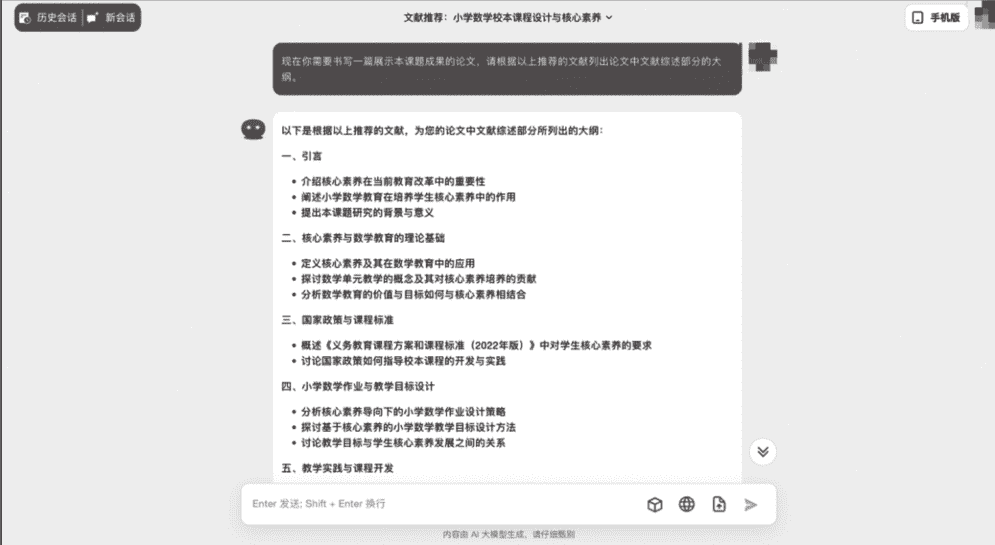 历史会话 新会话
文献推荐：小学数学校本课程设计与核心素养
手机版
现在你需要书写一篇展示本课题成果的论文，请根据以上推荐的文献列出论文中文献综述部分的大
纲。
以下是根据以上推荐的文献，为您的论文中文献综述部分所列出的大纲：
一、引言
• 介绍核心素养在当前教育改革中的重要性
• 阐述小学数学教育在培养学生核心素养中的作用
• 提出本课题研究的背景与意义
二、核心素养与数学教育的理论基础
• 定义核心素养及其在数学教育中的应用
• 探讨数学单元教学的概念及其对核心素养培养的贡献
• 分析数学教育的价值与目标如何与核心素养相结合
三、国家政策与课程标准
• 概述《义务教育课程方案和课程标准（2022年版）》中对学生核心素养的要求
• 讨论国家政策如何指导校本课程的开发与实践
四、小学数学作业与教学目标设计
• 分析核心素养导向下的小学数学作业设计策略
• 探讨基于核心素养的小学数学教学目标设计方法
• 讨论教学目标与学生核心素养发展之间的关系
五、教学实践与课程开发
Enter 发送; Shift + Enter 换行
内容由 AI 大模型生成，请仔细甄别